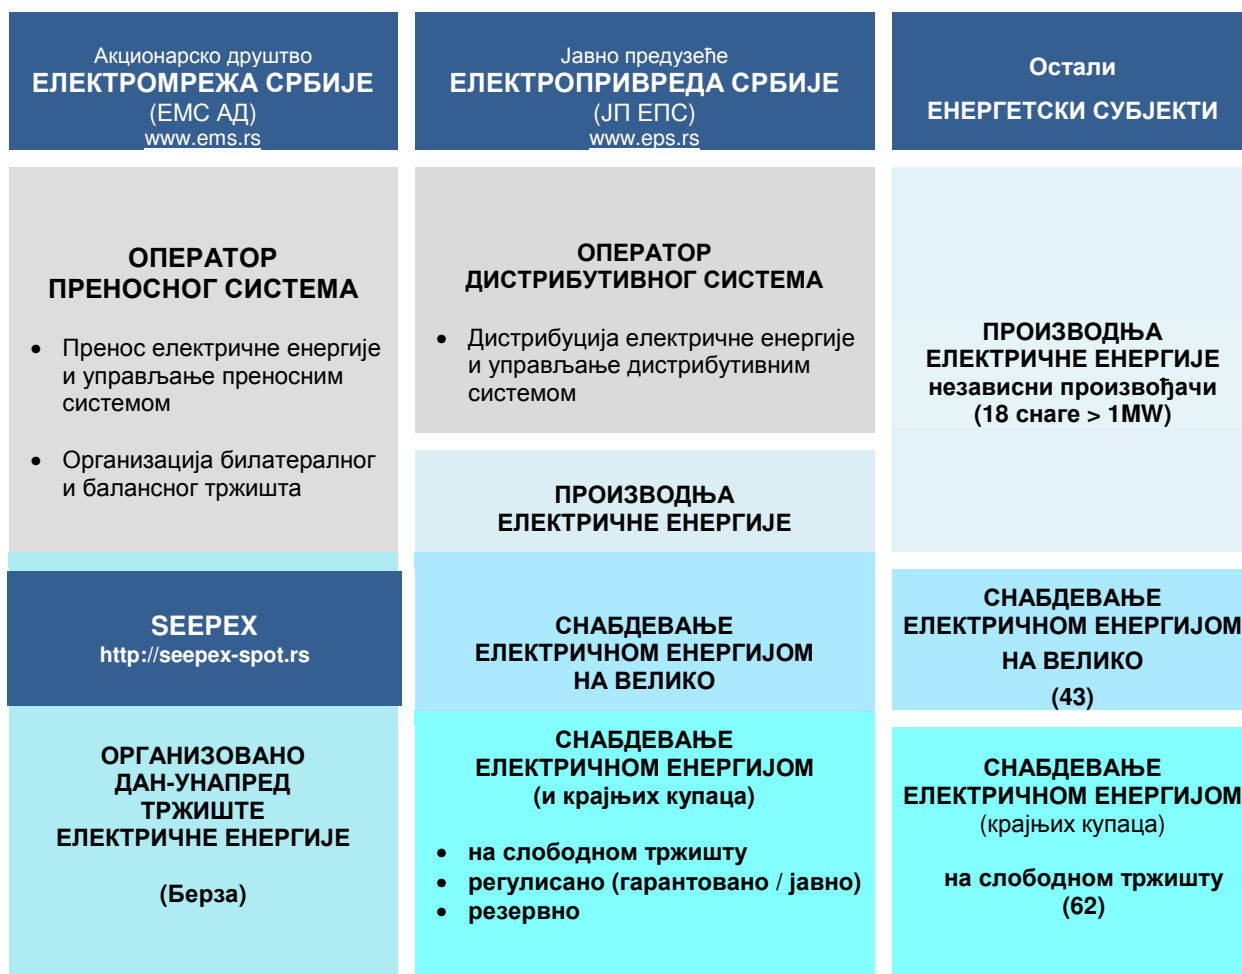 Акционарско друштво
ЕЛЕКТРОМРЕЖА СРБИЈЕ
(ЕМС АД)
www.ems.rs
Јавно предузеће
ЕЛЕКТРОПРИВРЕДА СРБИЈЕ
(ЈП ЕПС)
www.eps.rs
Остали
ЕНЕРГЕТСКИ СУБЈЕКТИ
ОПЕРАТОР
ПРЕНОСНОГ СИСТЕМА
• Пренос електричне енергије
и управљање преносним
системом
• Организација билатералног
и балансног тржишта
ОПЕРАТОР
ДИСТРИБУТИВНОГ СИСТЕМА
• Дистрибуција електричне енергије
и управљање дистрибутивним
системом
ПРОИЗВОДЊА
ЕЛЕКТРИЧНЕ ЕНЕРГИЈЕ
независни произвођачи
(18 снаге > 1MW)
ПРОИЗВОДЊА
ЕЛЕКТРИЧНЕ ЕНЕРГИЈЕ
SEEPEX
http://seepex-spot.rs
СНАБДЕВАЊЕ
ЕЛЕКТРИЧНОМ ЕНЕРГИЈОМ
НА ВЕЛИКО
СНАБДЕВАЊЕ
ЕЛЕКТРИЧНОМ ЕНЕРГИЈОМ
НА ВЕЛИКО
(43)
ОРГАНИЗОВАНО
ДАН-УНАПРЕД
ТРЖИШТЕ
ЕЛЕКТРИЧНЕ ЕНЕРГИЈЕ
(Берза)
СНАБДЕВАЊЕ
ЕЛЕКТРИЧНОМ ЕНЕРГИЈОМ
(и крајњих купаца)
• на слободном тржишту
• регулисано (гарантовано / јавно)
• резервно
СНАБДЕВАЊЕ
ЕЛЕКТРИЧНОМ ЕНЕРГИЈОМ
(крајњих купаца)
на слободном тржишту
(62)